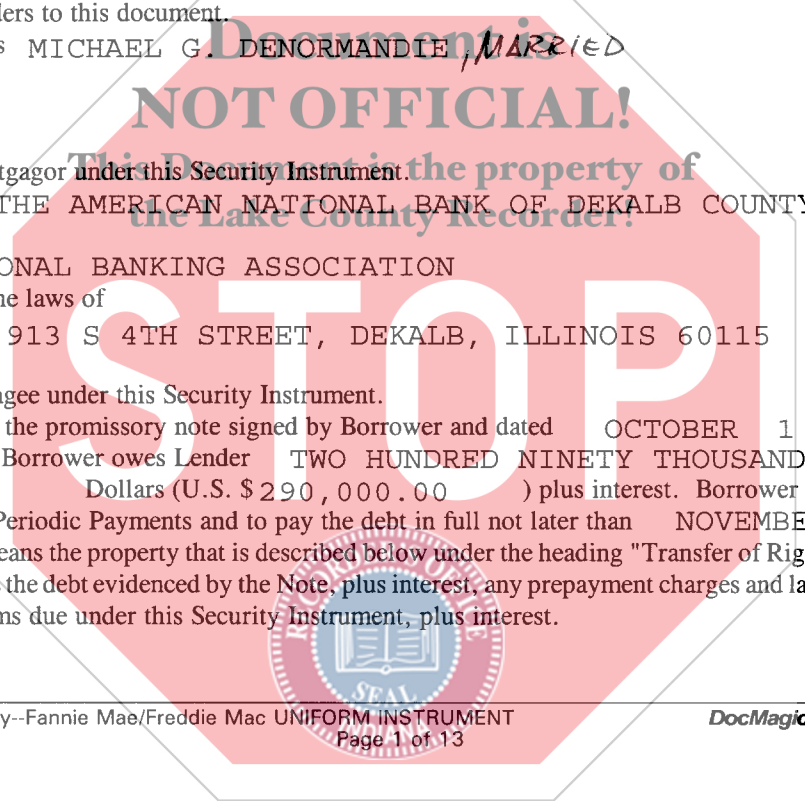 ders to this document.
s MICHAEL G. DENORMANDIE, MARRIED
Document is
NOT OFFICIAL!
tgagor under this Security Instrument.
This Document is the property of
THE AMERICAN NATIONAL BANK OF DEKALB COUNTY
the Lake County Recorder!
ONAL BANKING ASSOCIATION
he laws of
STOP
913 S 4TH STREET, DEKALB, ILLINOIS 60115
agee under this Security Instrument.
the promissory note signed by Borrower and dated OCTOBER 1
Borrower owes Lender TWO HUNDRED NINETY THOUSAND
Dollars (U.S. $290,000.00 ) plus interest. Borrower
Periodic Payments and to pay the debt in full not later than NOVEMBE
eans the property that is described below under the heading "Transfer of Rig
the debt evidenced by the Note, plus interest, any prepayment charges and la
ms due under this Security Instrument, plus interest.
RECORDER'S OFFICE
SEAL
INDIANA
y--Fannie Mae/Freddie Mac UNIFORM INSTRUMENT
DocMagic
Page 1 of 13